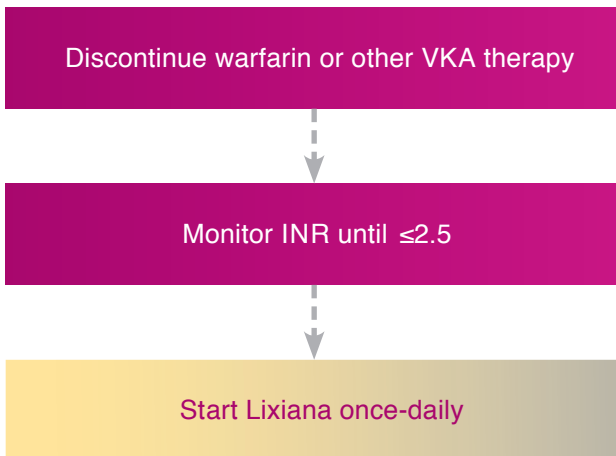 Discontinue warfarin or other VKA therapy
Monitor INR until ≤2.5
Start Lixiana once-daily